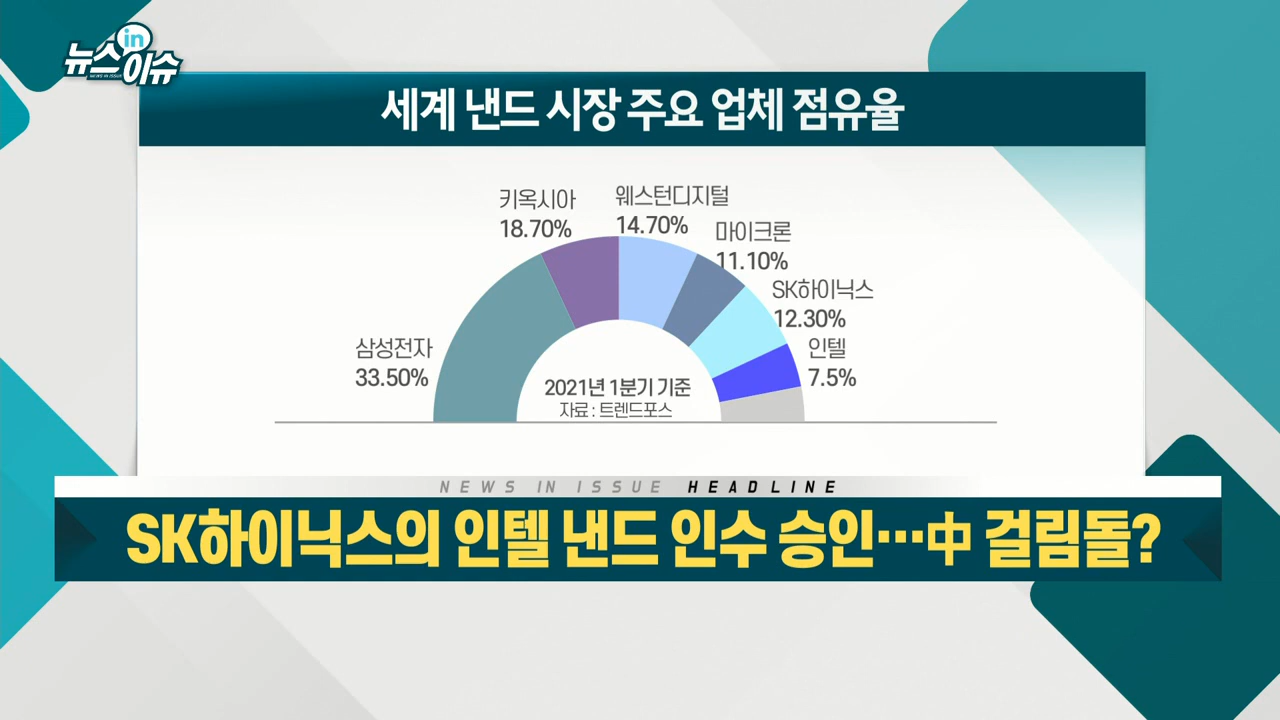 뉴스in이슈
NEWS IN ISSUE
세계 낸드 시장 주요 업체 점유율
키옥시아
18.70%
웨스턴디지털
14.70%
마이크론
11.10%
SK하이닉스
12.30%
인텔
7.5%
삼성전자
33.50%
2021년 1분기 기준
자료 : 트렌드포스
NEWS IN ISSUE HEADLINE
SK하이닉스의 인텔 낸드 인수 승인…中 걸림돌?